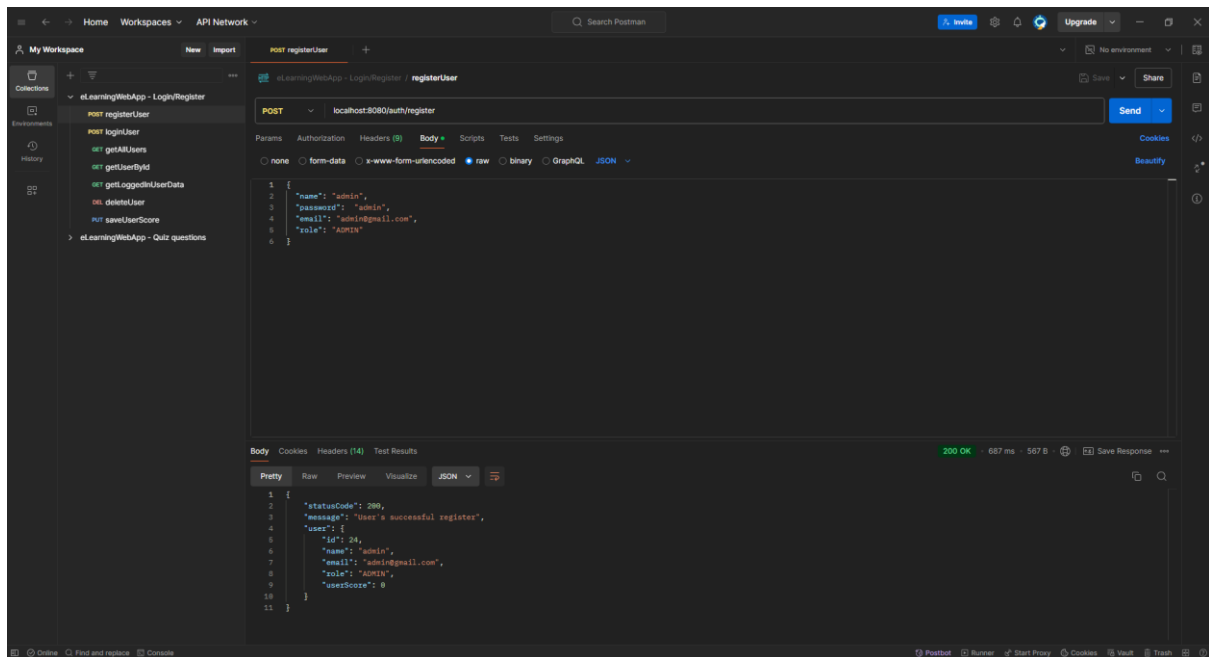 Home Workspaces API Network Search Postman Invite Upgrade
My Workspace New Import POST registerUser No environment
Collections
Environments
History
eLearningWebApp - Login/Register
POST registerUser
POST loginUser
GET getAllUsers
GET getUserById
GET getLoggedInUserData
DEL deleteUser
PUT saveUserScore
eLearningWebApp - Quiz questions
eLearningWebApp - Login/Register / registerUser Save Share
POST localhost:8080/auth/register Send
Params Authorization Headers (9) Body Scripts Tests Settings Cookies
none form-data x-www-form-urlencoded raw binary GraphQL JSON Beautify
1 {
2 "name": "admin",
3 "password": "admin",
4 "email": "admin@gmail.com",
5 "role": "ADMIN"
6 }
Body Cookies Headers (14) Test Results 200 OK 687 ms 567 B Save Response
Pretty Raw Preview Visualize JSON
1 {
2 "statusCode": 200,
3 "message": "User's successful register",
4 "user": {
5 "id": 24,
6 "name": "admin",
7 "email": "admin@gmail.com",
8 "role": "ADMIN",
9 "userScore": 0
10 }
11 }
Online Find and replace Console Postbot Runner Start Proxy Cookies Vault Trash